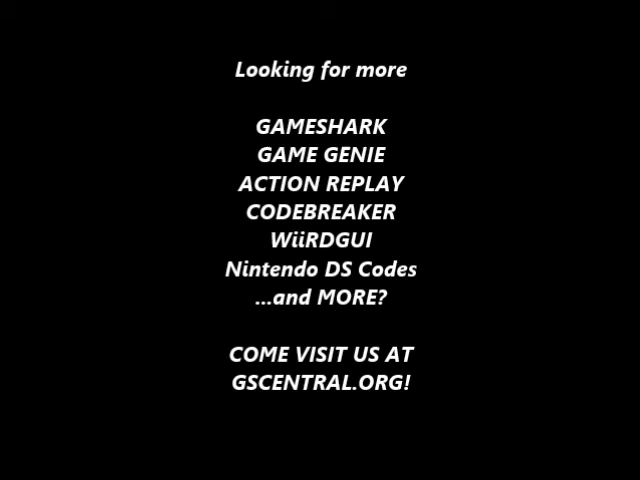 Looking for more
GAMESHARK
GAME GENIE
ACTION REPLAY
CODEBREAKER
WiiRDGUI
Nintendo DS Codes
...and MORE?
COME VISIT US AT
GSCENTRAL.ORG!